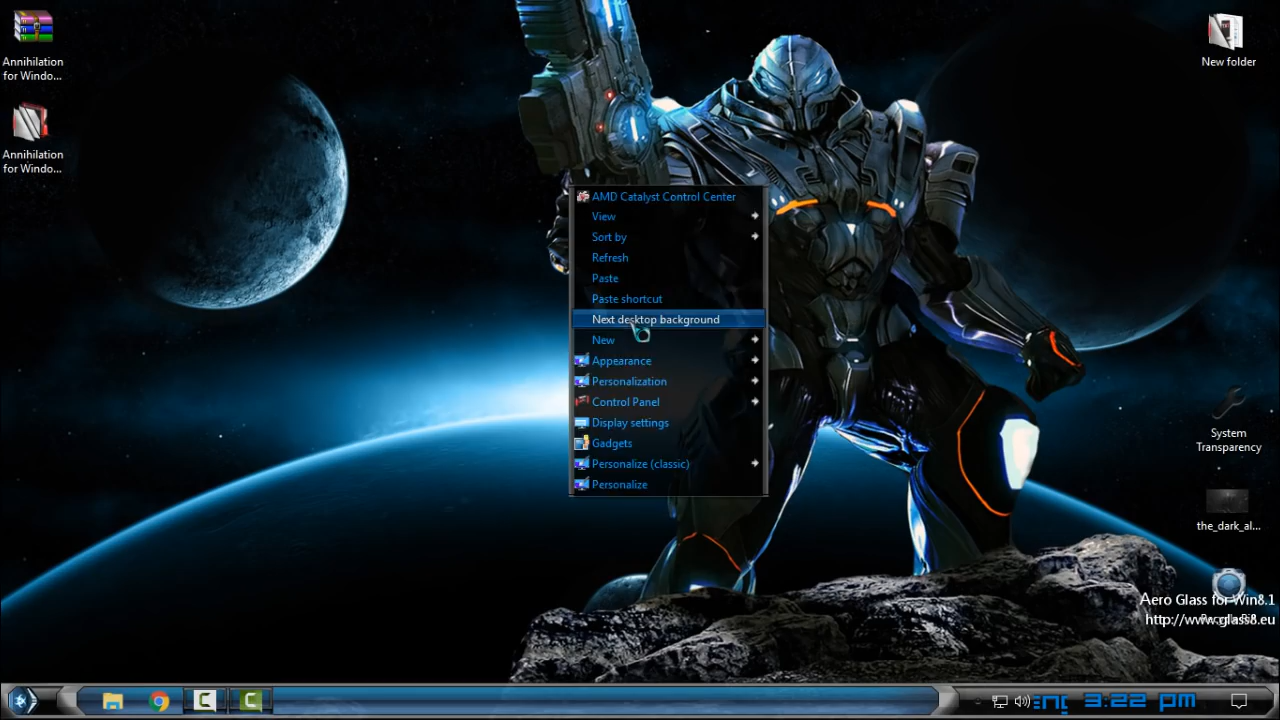 Annihilation
for Windo...
Annihilation
for Windo...
New folder
AMD Catalyst Control Center
View
Sort by
Refresh
Paste
Paste shortcut
Next desktop background
New
Appearance
Personalization
Control Panel
Display settings
Gadgets
Personalize (classic)
Personalize
System
Transparency
the_dark_al...
Aero Glass for Win8.1
http://www.glass8.eu
3:22 pm